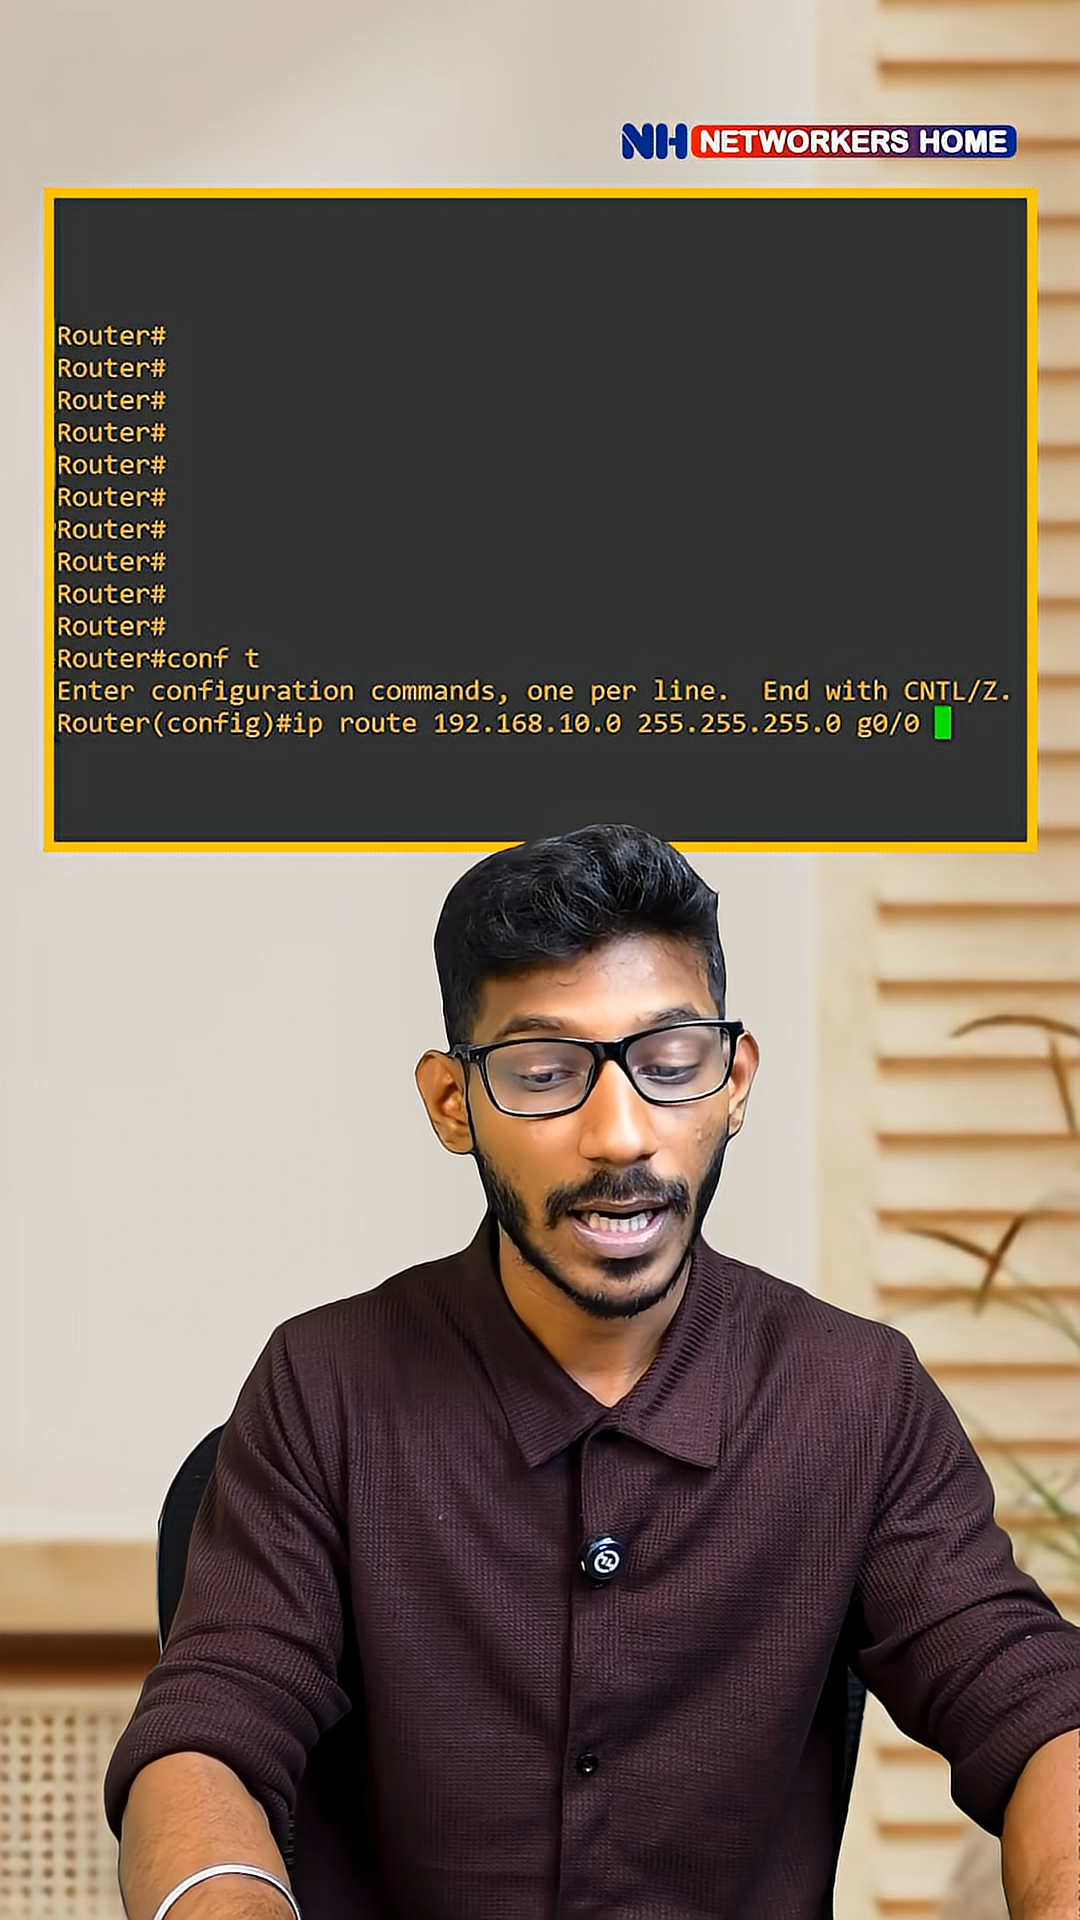 NH NETWORKERS HOME
Router#
Router#
Router#
Router#
Router#
Router#
Router#
Router#
Router#
Router#
Router#conf t
Enter configuration commands, one per line.  End with CNTL/Z.
Router(config)#ip route 192.168.10.0 255.255.255.0 g0/0